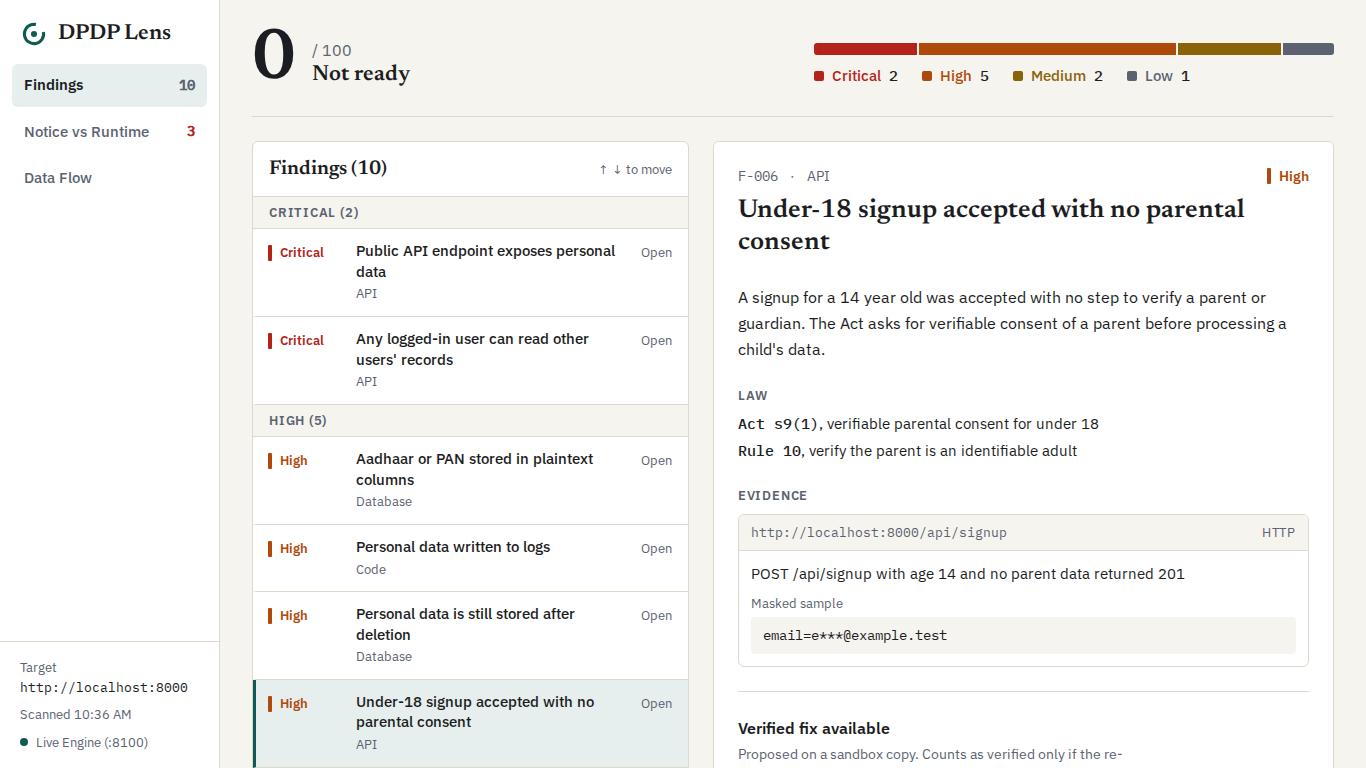 DPDP Lens
Findings 10
Notice vs Runtime 3
Data Flow
Target
http://localhost:8000
Scanned 10:36 AM
Live Engine (:8100)
0 / 100
Not ready
Critical 2 High 5 Medium 2 Low 1
Findings (10) ↑ ↓ to move
CRITICAL (2)
Critical Public API endpoint exposes personal Open
data
API
Critical Any logged-in user can read other Open
users' records
API
HIGH (5)
High Aadhaar or PAN stored in plaintext Open
columns
Database
High Personal data written to logs Open
Code
High Personal data is still stored after Open
deletion
Database
High Under-18 signup accepted with no Open
parental consent
API
F-006 · API High
Under-18 signup accepted with no parental
consent
A signup for a 14 year old was accepted with no step to verify a parent or
guardian. The Act asks for verifiable consent of a parent before processing a
child's data.
LAW
Act s9(1), verifiable parental consent for under 18
Rule 10, verify the parent is an identifiable adult
EVIDENCE
http://localhost:8000/api/signup HTTP
POST /api/signup with age 14 and no parent data returned 201
Masked sample
email=e***@example.test
Verified fix available
Proposed on a sandbox copy. Counts as verified only if the re-